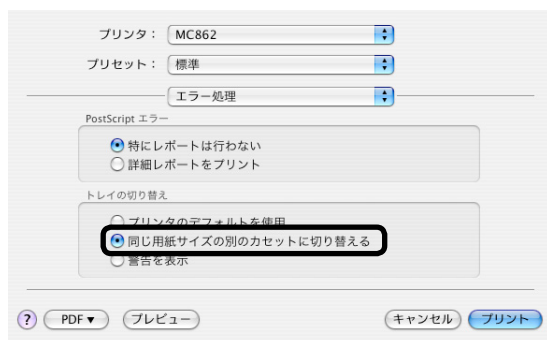 プリンタ： MC862
プリセット： 標準
エラー処理
PostScript エラー
特にレポートは行わない
詳細レポートをプリント
トレイの切り替え
プリンタのデフォルトを使用
同じ用紙サイズの別のカセットに切り替える
警告を表示
? PDF▼ プレビュー キャンセル プリント